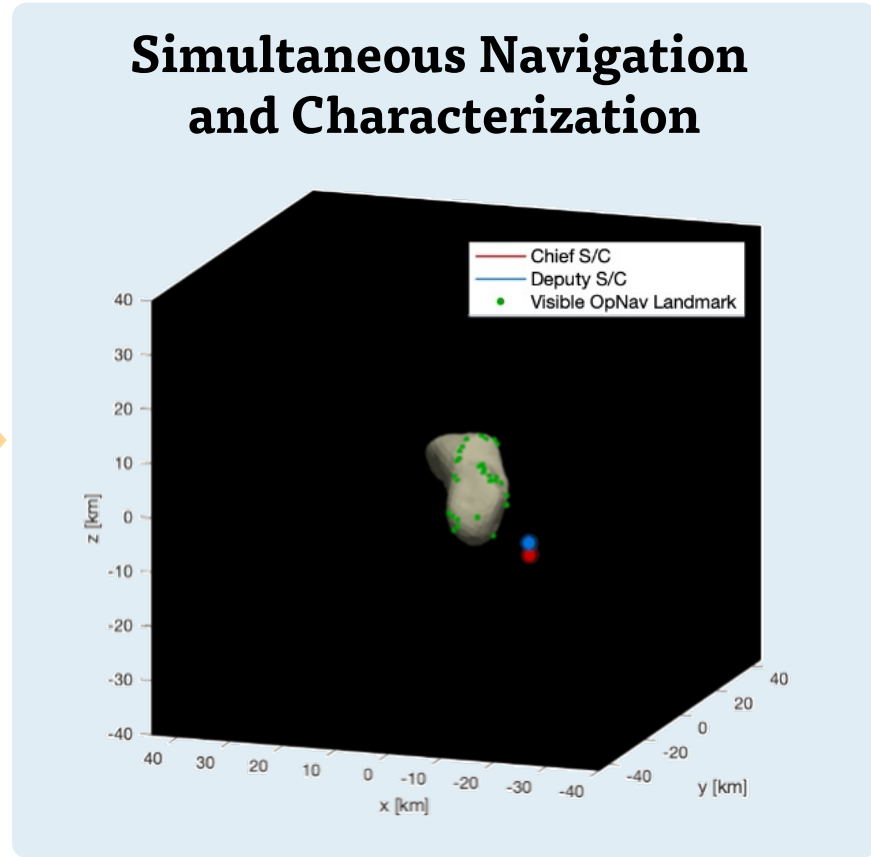 Simultaneous Navigation
and Characterization
Chief S/C
Deputy S/C
Visible OpNav Landmark
40
30
20
10
0
-10
-20
-30
-40
z [km]
40
30
20
10
0
-10
-20
-30
-40
x [km]
-40
-20
0
20
40
y [km]